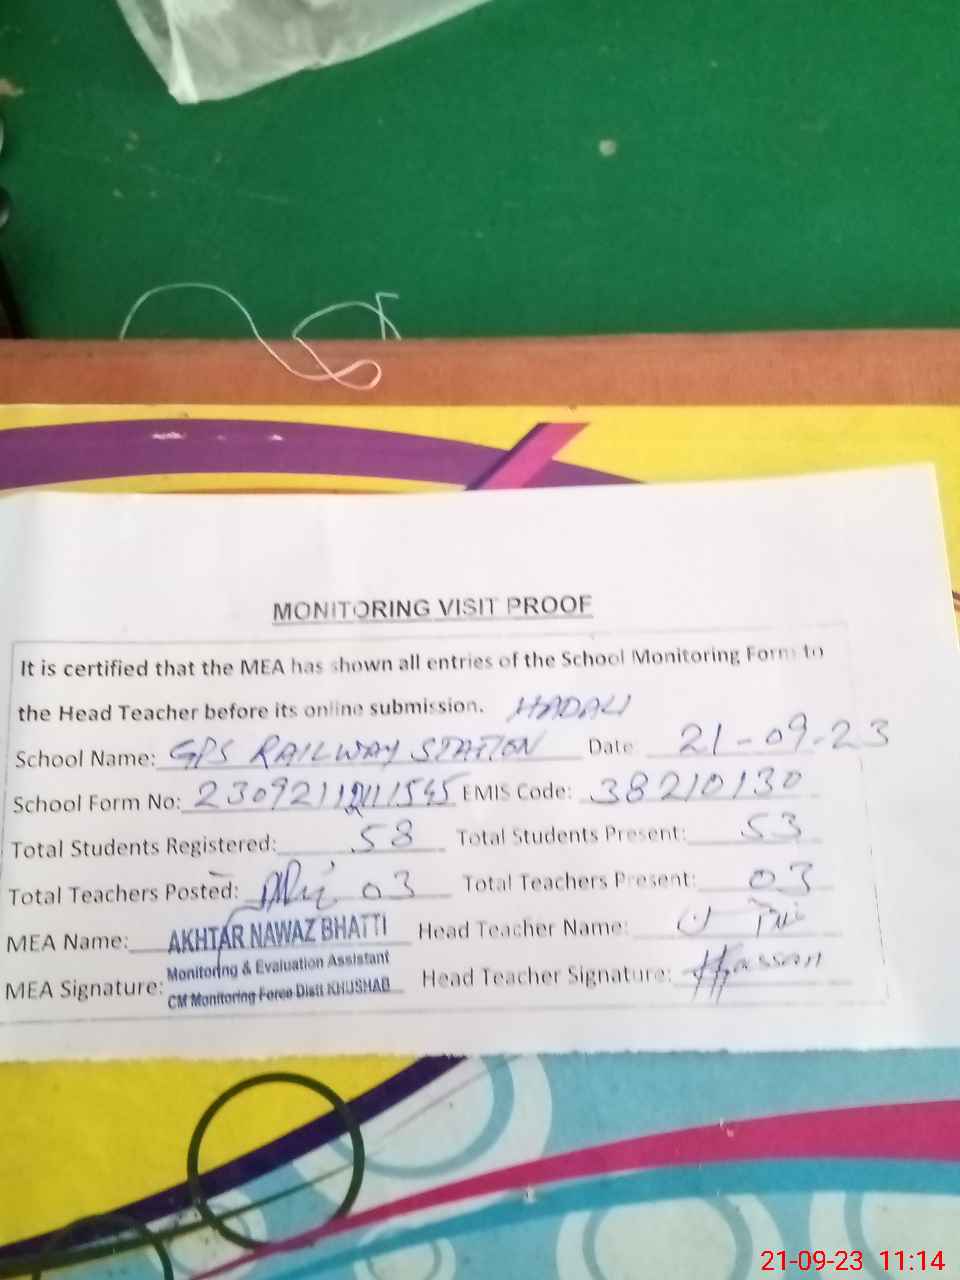 MONITORING VISIT PROOF
It is certified that the MEA has shown all entries of the School Monitoring Form to
the Head Teacher before its online submission. HADALI
School Name: GPS RAILWAY STATION Date 21-09-23
School Form No: EMIS Code: 38210130
Total Students Registered: 58 Total Students Present: 53
Total Teachers Posted: 03 Total Teachers Present: 03
MEA Name: AKHTAR NAWAZ BHATTI Head Teacher Name:
Monitoring & Evaluation Assistant
MEA Signature: CM Monitoring Force Distt KHUSHAB Head Teacher Signature: Hassan
21-09-23 11:14